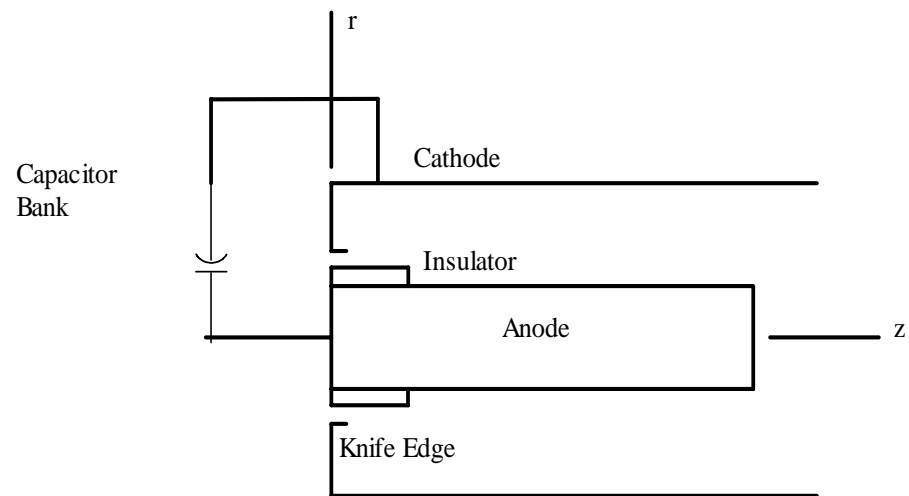 r
Cathode
Capacitor
Bank
Insulator
Anode
z
Knife Edge